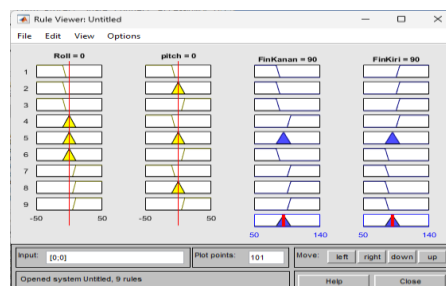 Rule Viewer: Untitled
File Edit View Options
Roll = 0 pitch = 0 FinKanan = 90 FinKiri = 90
1
2
3
4
5
6
7
8
9
-50 50 -50 50
50 140 50 140
Input: [0;0] Plot points: 101 Move: left right down up
Opened system Untitled, 9 rules Help Close